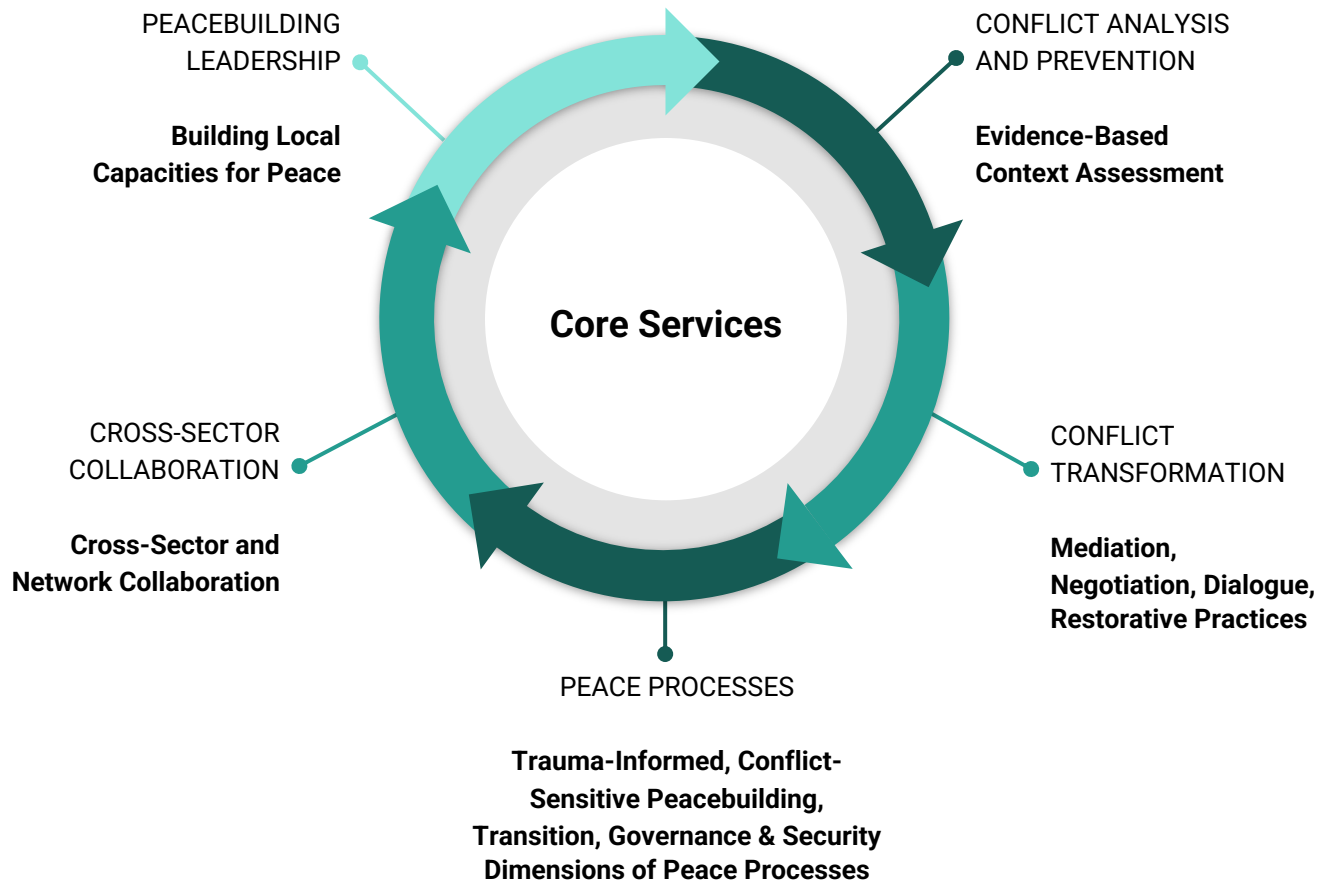 PEACEBUILDING
LEADERSHIP
Building Local
Capacities for Peace
CONFLICT ANALYSIS
AND PREVENTION
Evidence-Based
Context Assessment
Core Services
CROSS-SECTOR
COLLABORATION
Cross-Sector and
Network Collaboration
CONFLICT
TRANSFORMATION
Mediation,
Negotiation, Dialogue,
Restorative Practices
PEACE PROCESSES
Trauma-Informed, Conflict-
Sensitive Peacebuilding,
Transition, Governance & Security
Dimensions of Peace Processes